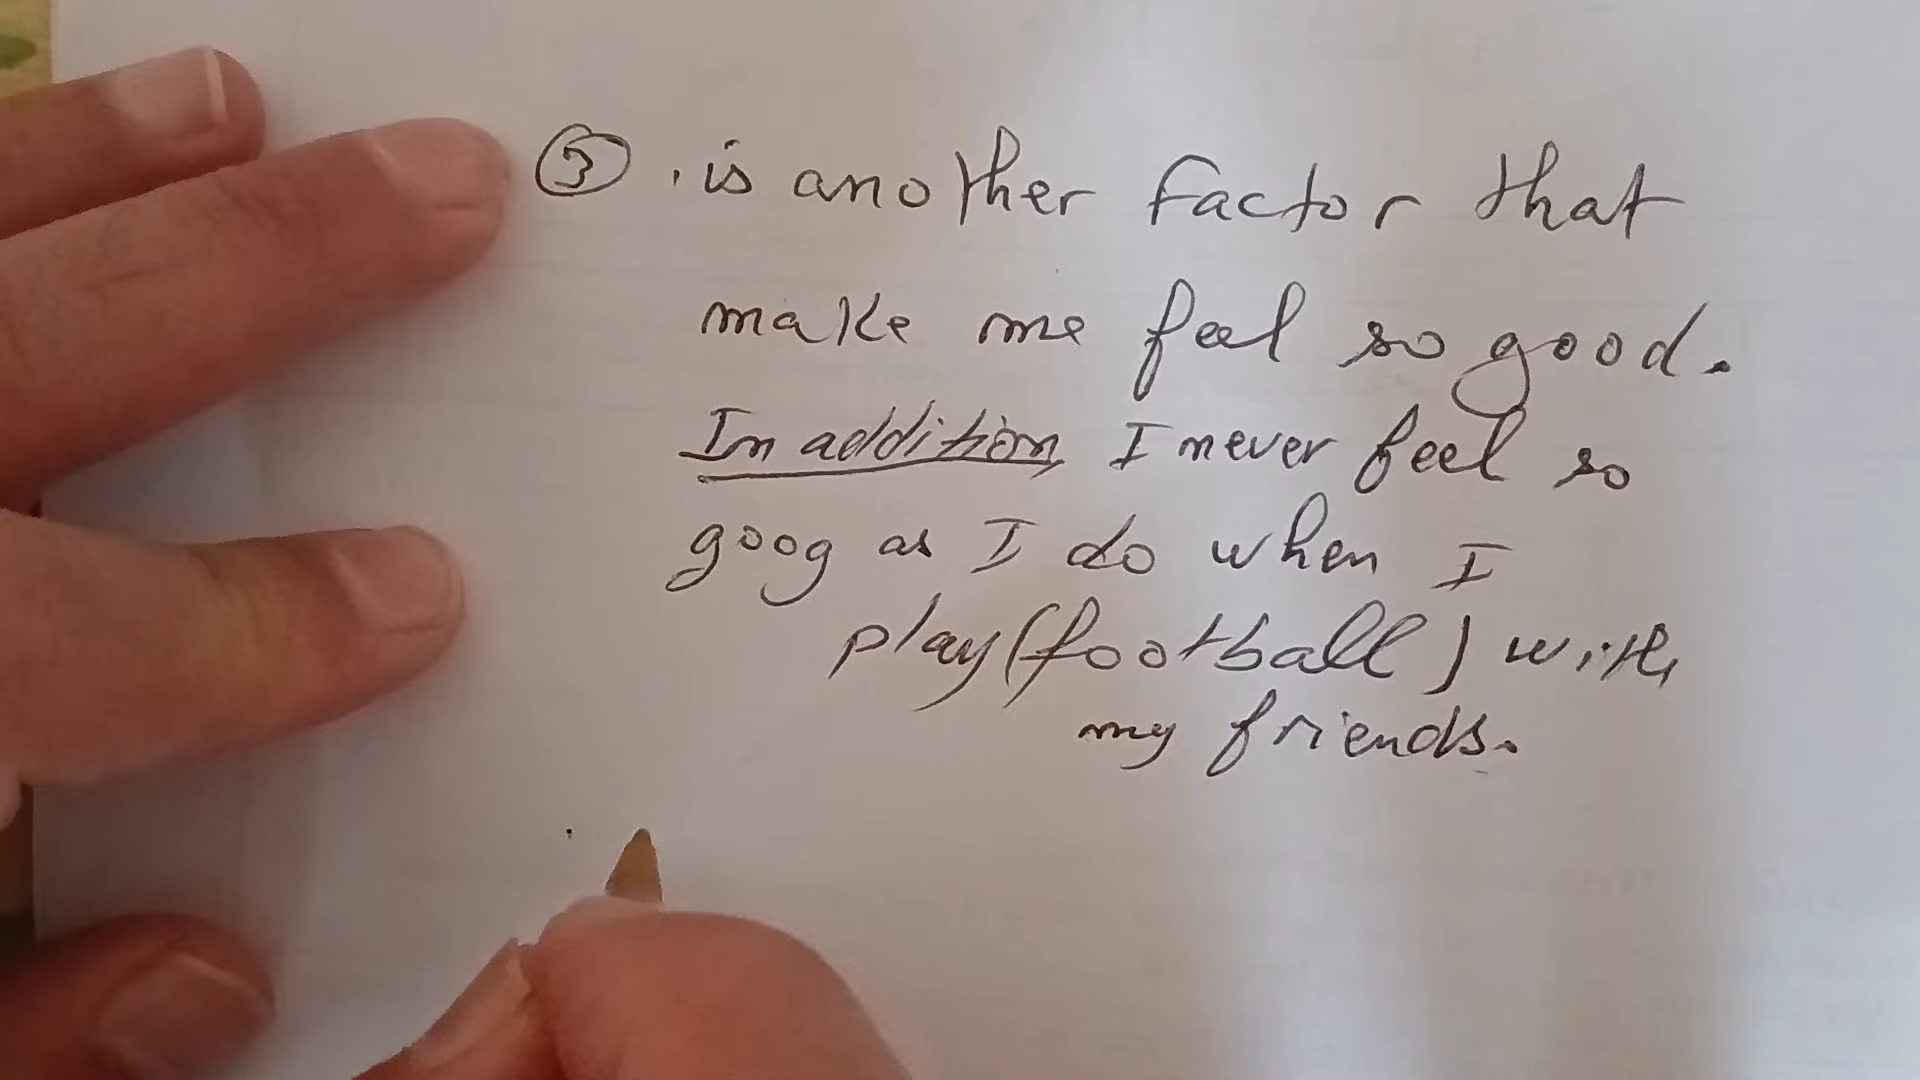 ③ . is another factor that
make me feel so good.
In addition, I never feel so
goog as I do when I
play (football) with
my friends.